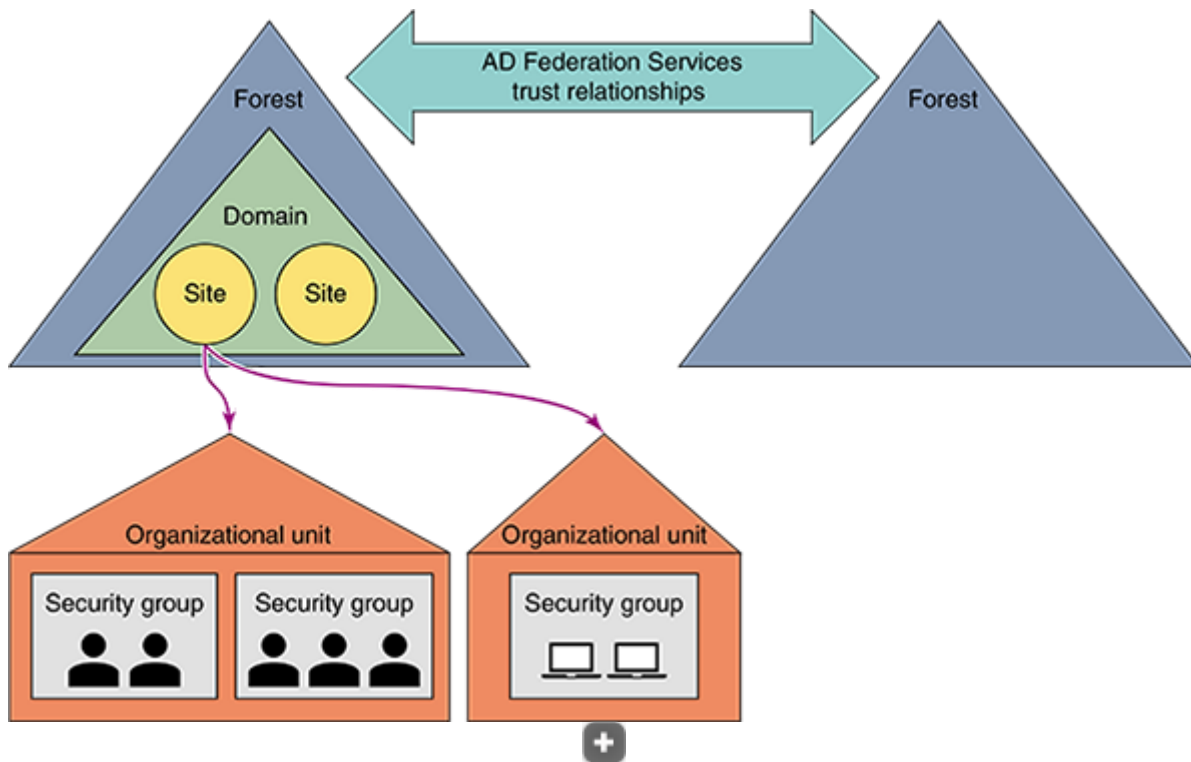 AD Federation Services
trust relationships
Forest
Forest
Domain
Site
Site
Organizational unit
Organizational unit
Security group
Security group
Security group